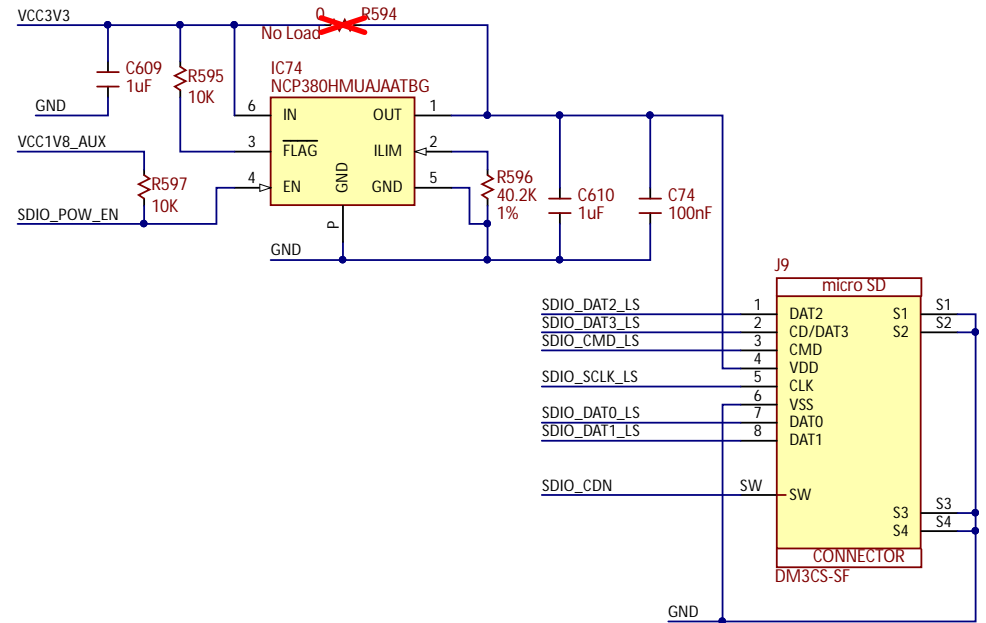 VCC3V3
0
R594
No Load
C609
1uF
R595
10K
GND
IC74
NCP380HMUAJAATBG
6
IN
OUT
1
3
FLAG
ILIM
2
4
EN
GND
GND
5
P
VCC1V8_AUX
R597
10K
SDIO_POW_EN
GND
R596
40.2K
1%
C610
1uF
C74
100nF
J9
micro SD
SDIO_DAT2_LS
1
DAT2
S1
S1
SDIO_DAT3_LS
2
CD/DAT3
S2
S2
SDIO_CMD_LS
3
CMD
4
VDD
SDIO_SCLK_LS
5
CLK
6
VSS
SDIO_DAT0_LS
7
DAT0
SDIO_DAT1_LS
8
DAT1
SDIO_CDN
SW
SW
S3
S3
S4
S4
CONNECTOR
DM3CS-SF
GND